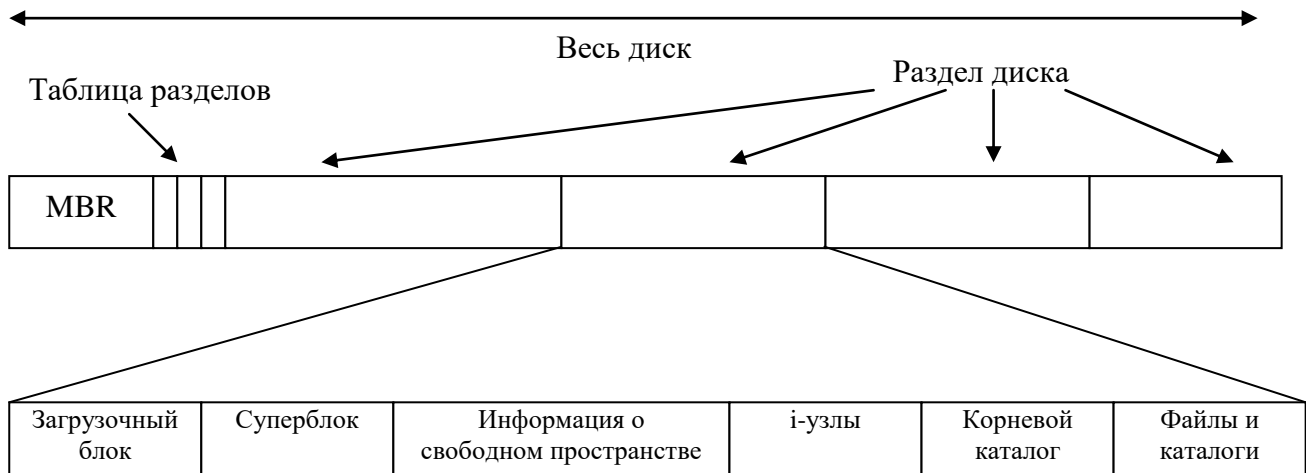 Весь диск
Раздел диска
Таблица разделов
MBR
Загрузочный
блок
Суперблок
Информация о
свободном пространстве
i-узлы
Корневой
каталог
Файлы и
каталоги